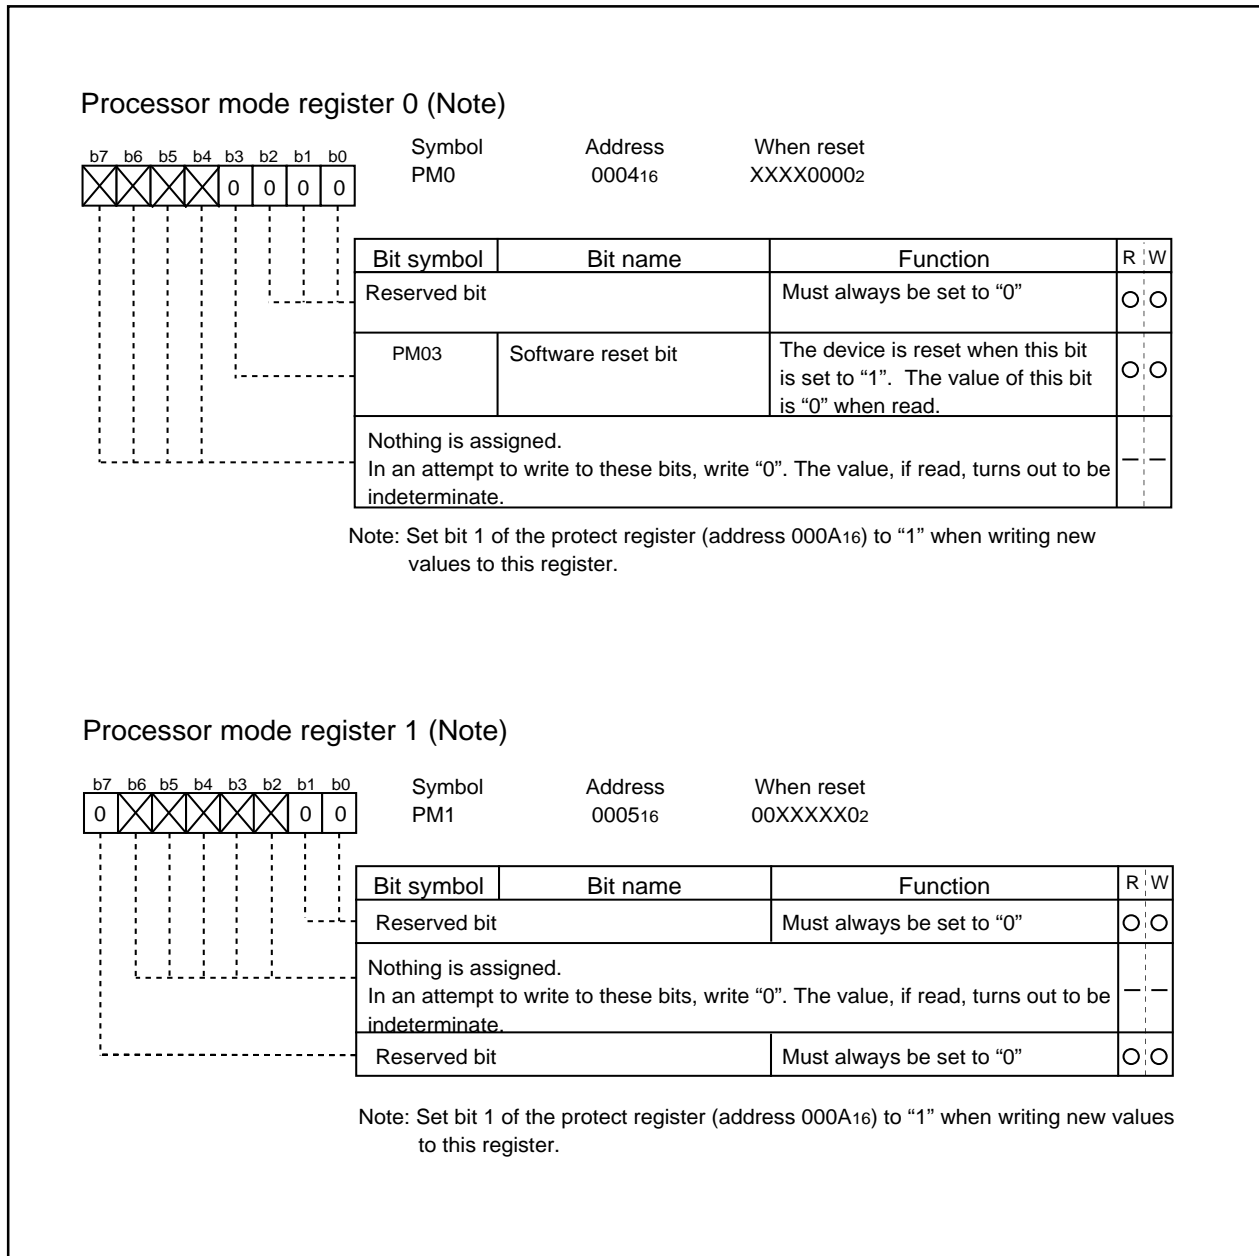 Processor mode register 0 (Note)
Symbol Address When reset
b7 b6 b5 b4 b3 b2 b1 b0
PM0 000416 XXXX00002
0 0 0 0
Bit symbol Bit name Function R W
Reserved bit Must always be set to “0”
PM03 Software reset bit The device is reset when this bit
is set to “1”. The value of this bit
is “0” when read.
Nothing is assigned.
In an attempt to write to these bits, write “0”. The value, if read, turns out to be
indeterminate.
Note: Set bit 1 of the protect register (address 000A16) to “1” when writing new
values to this register.
Processor mode register 1 (Note)
b7 b6 b5 b4 b3 b2 b1 b0 Symbol Address When reset
0 0 0 PM1 000516 00XXXXX02
Bit symbol Bit name Function R W
Reserved bit Must always be set to “0”
Nothing is assigned.
In an attempt to write to these bits, write “0”. The value, if read, turns out to be
indeterminate.
Reserved bit Must always be set to “0”
Note: Set bit 1 of the protect register (address 000A16) to “1” when writing new values
to this register.